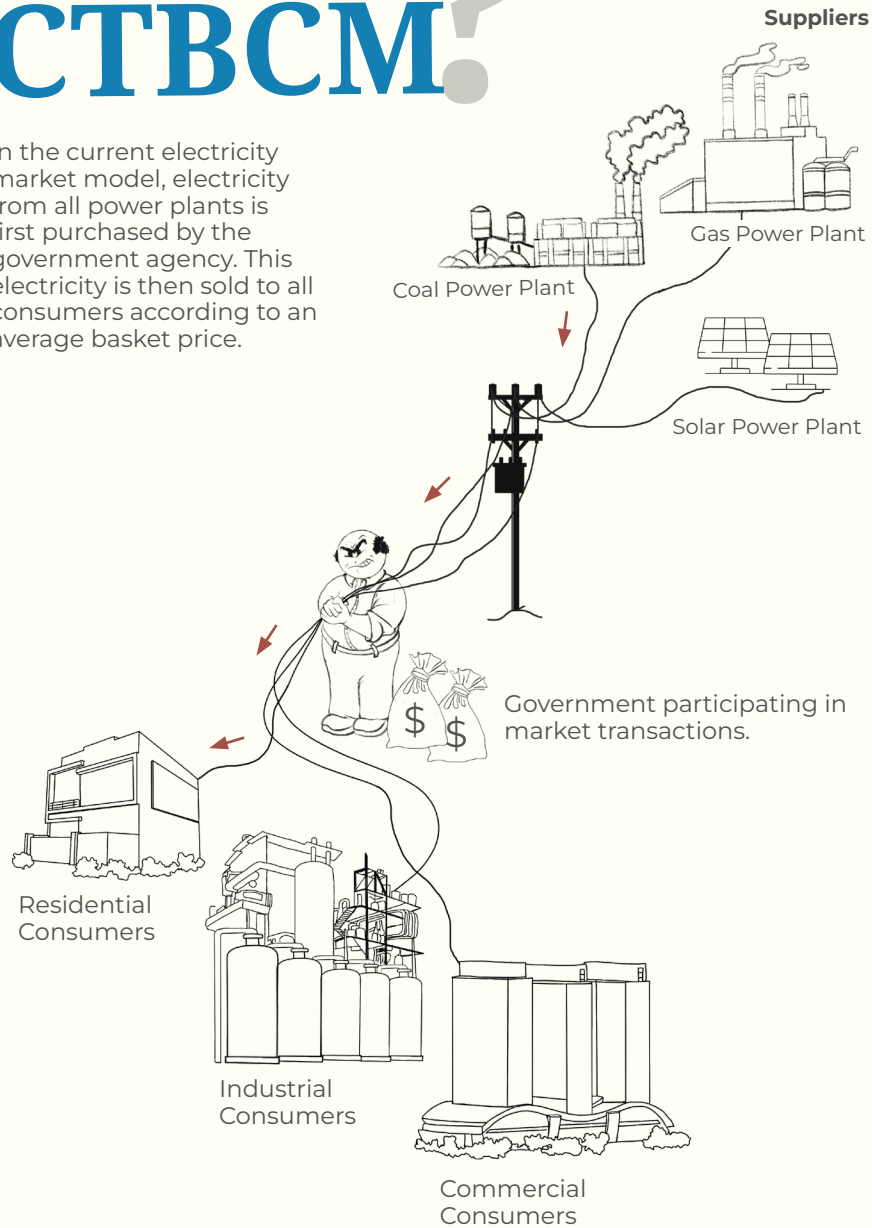 CTBCM?
Suppliers
n the current electricity
market model, electricity
rom all power plants is
irst purchased by the
government agency. This
electricity is then sold to all
consumers according to an
average basket price.
Gas Power Plant
Coal Power Plant
Solar Power Plant
$ $
Government participating in
market transactions.
Residential
Consumers
Industrial
Consumers
Commercial
Consumers